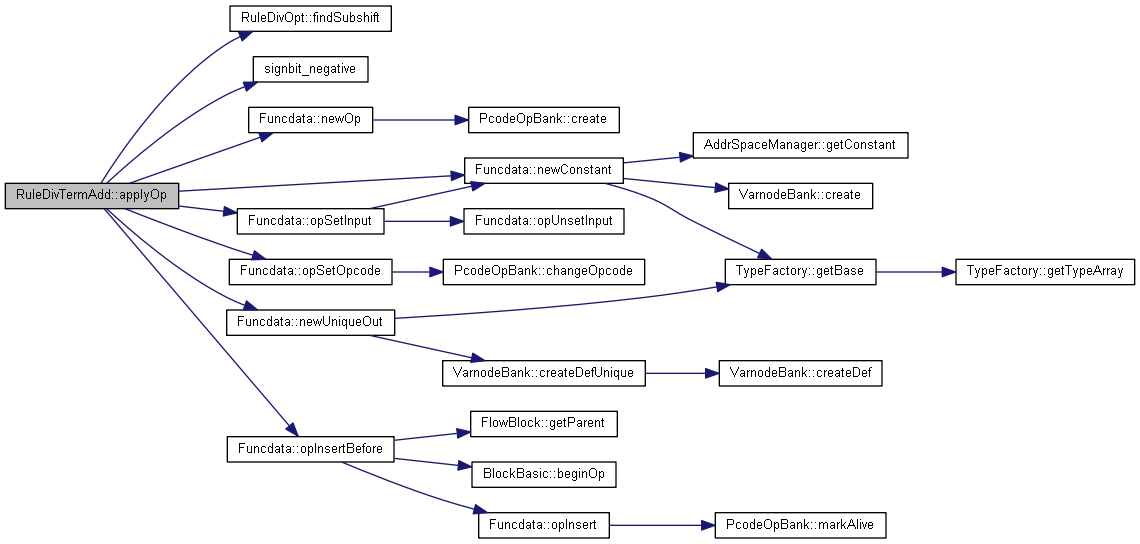 RuleDivOpt::findSubshift
signbit_negative
Funcdata::newOp
PcodeOpBank::create
AddrSpaceManager::getConstant
Funcdata::newConstant
RuleDivTermAdd::applyOp
VarnodeBank::create
Funcdata::opSetInput
Funcdata::opUnsetInput
Funcdata::opSetOpcode
PcodeOpBank::changeOpcode
TypeFactory::getBase
TypeFactory::getTypeArray
Funcdata::newUniqueOut
VarnodeBank::createDefUnique
VarnodeBank::createDef
FlowBlock::getParent
Funcdata::opInsertBefore
BlockBasic::beginOp
Funcdata::opInsert
PcodeOpBank::markAlive